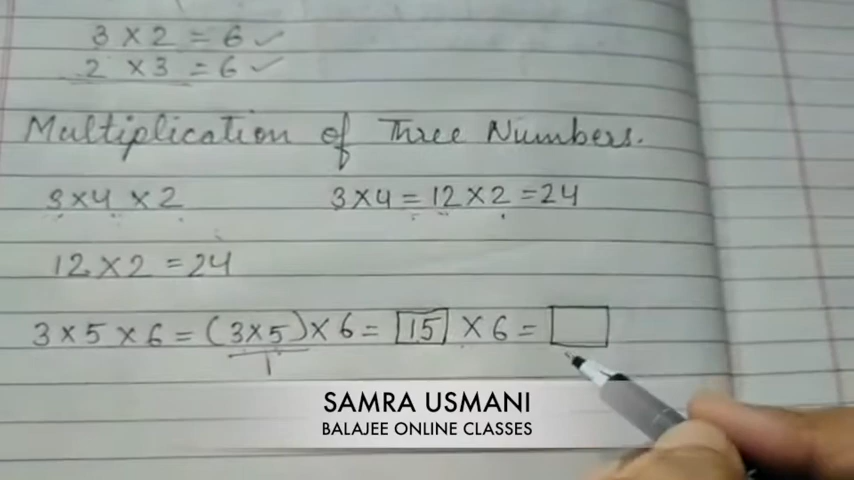 3 × 2 = 6 ✓
2 × 3 = 6 ✓
Multiplication of Three Numbers.
3×4 × 2 3×4 = 12 × 2 = 24
12 × 2 = 24
3 × 5 × 6 = (3×5) × 6 = 15 × 6 =
1
SAMRA USMANI
BALAJEE ONLINE CLASSES